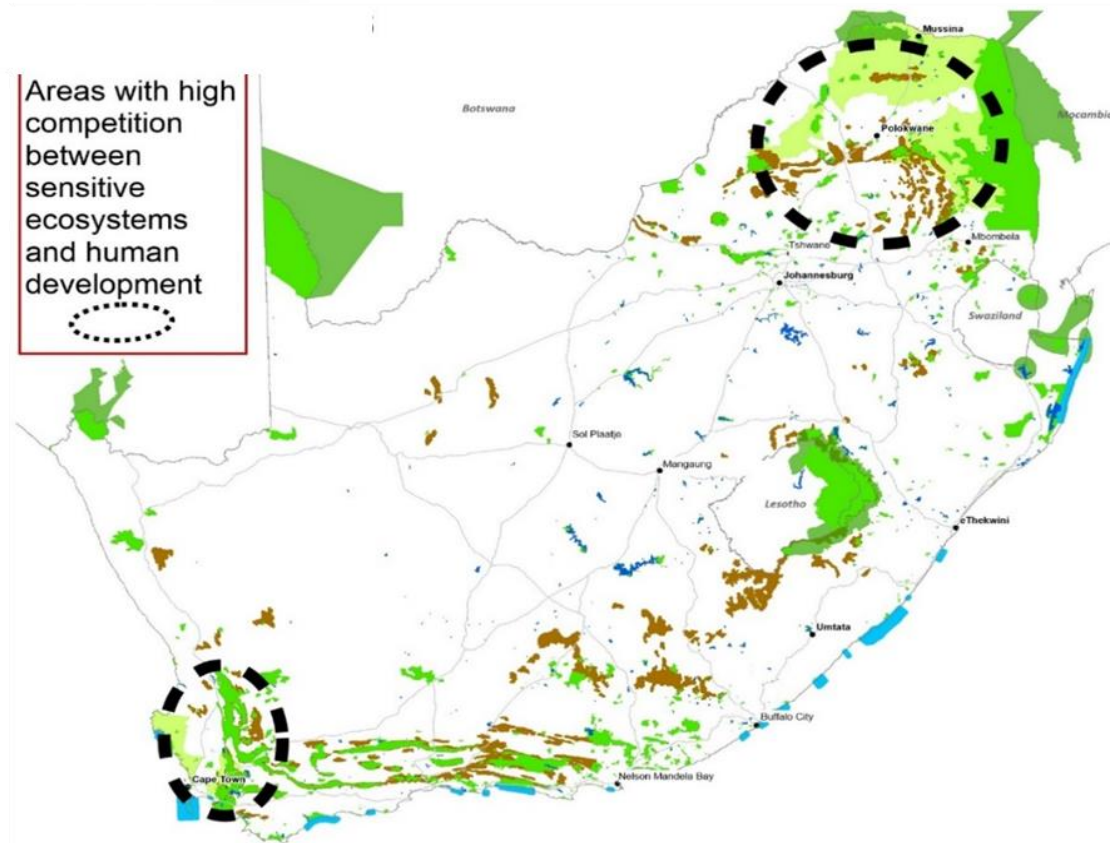 Mussina
Areas with high
competition
between
sensitive
ecosystems
and human
development
Botswana
Mocambiq
Polokwane
Mbombela
Tshwane
Johannesburg
Swaziland
Sol Plaatje
Mangaung
Lesotho
eThekwini
Umtata
Buffalo City
Nelson Mandela Bay
Cape Town